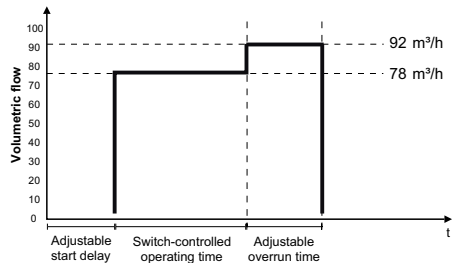 Volumetric flow
100
90
80
70
60
50
40
30
20
10
0
92 m³/h
78 m³/h
t
Adjustable
start delay
Switch-controlled
operating time
Adjustable
overrun time